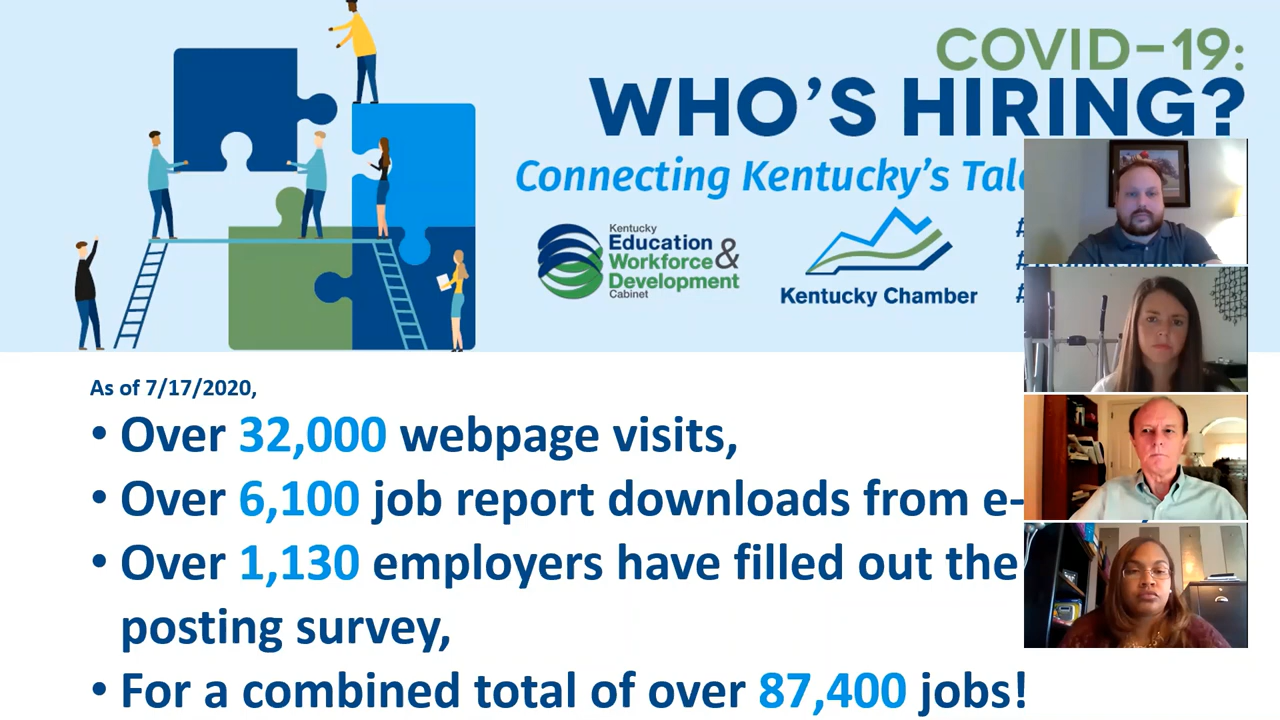 COVID-19:
WHO'S HIRING?
Connecting Kentucky's
Kentucky
Education
Workforce &
Development
Cabinet
Kentucky Chamber
As of 7/17/2020,
• Over 32,000 webpage visits,
• Over 6,100 job report downloads from e-
• Over 1,130 employers have filled out the
posting survey,
• For a combined total of over 87,400 jobs!